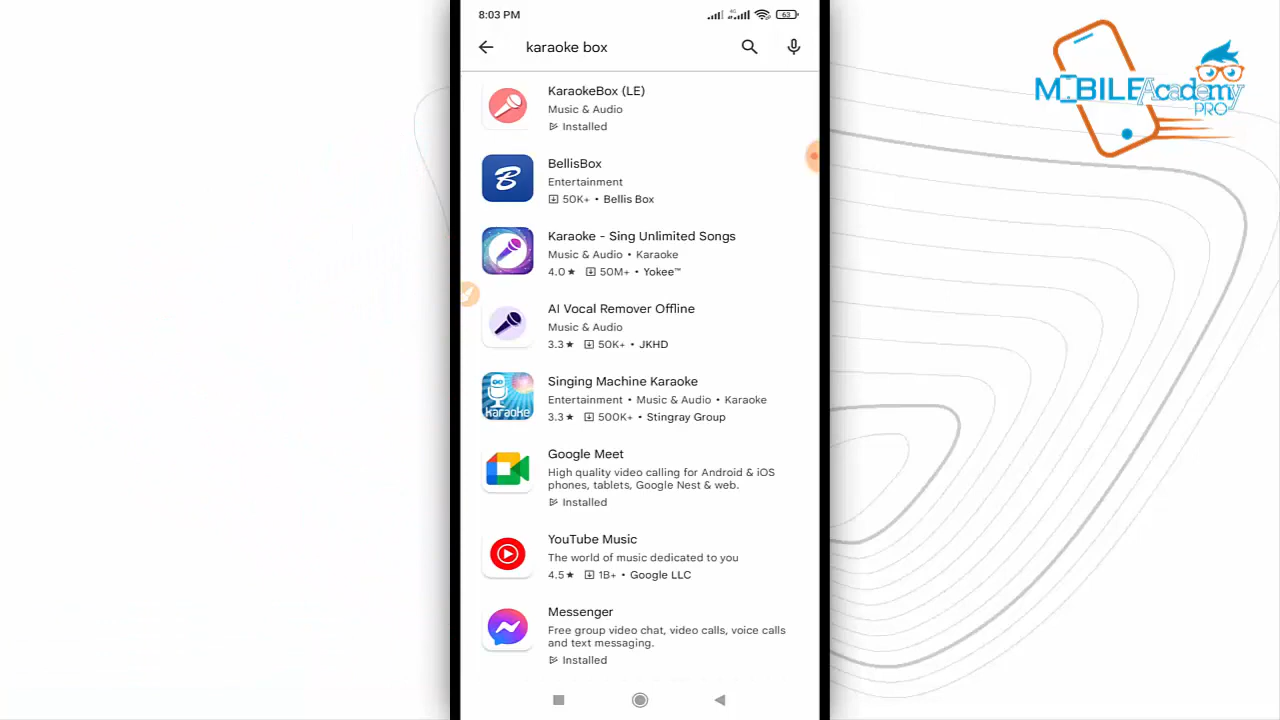 8:03 PM
4G
63
karaoke box
MOBILE Academy
PRO
KaraokeBox (LE)
Music & Audio
Installed
B
BellisBox
Entertainment
50K+ • Bellis Box
Karaoke - Sing Unlimited Songs
Music & Audio • Karaoke
4.0★ 50M+ • Yokee™
AI Vocal Remover Offline
Music & Audio
3.3★ 50K+ • JKHD
karaoke
Singing Machine Karaoke
Entertainment • Music & Audio • Karaoke
3.3★ 500K+ • Stingray Group
Google Meet
High quality video calling for Android & iOS
phones, tablets, Google Nest & web.
Installed
YouTube Music
The world of music dedicated to you
4.5★ 1B+ • Google LLC
Messenger
Free group video chat, video calls, voice calls
and text messaging.
Installed